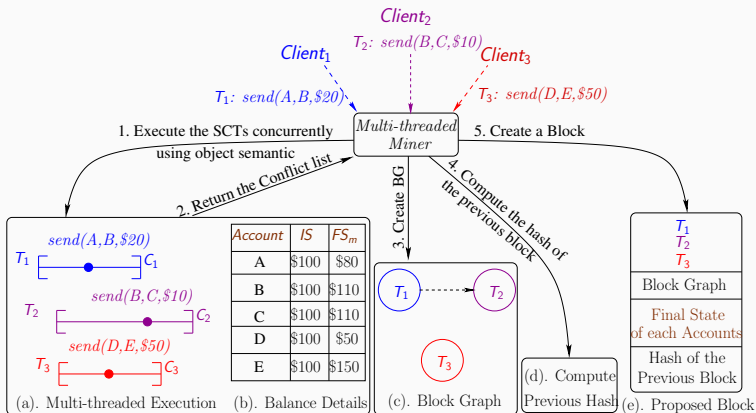 Client₂
T₂: send(B,C,$10)
Client₁
Client₃
T₁: send(A,B,$20)
T₃: send(D,E,$50)
Multi-threaded
Miner
1. Execute the SCTs concurrently
using object semantic
2. Return the Conflict list
3. Create BG
4. Compute the hash of
the previous block
5. Create a Block
send(A,B,$20)
T₁
C₁
send(B,C,$10)
T₂
C₂
send(D,E,$50)
T₃
C₃
(a). Multi-threaded Execution
Account IS FSₘ
A $100 $80
B $100 $110
C $100 $110
D $100 $50
E $100 $150
(b). Balance Details
T₁
T₂
T₃
(c). Block Graph
(d). Compute
Previous Hash
T₁
T₂
T₃
Block Graph
Final State
of each Accounts
Hash of the
Previous Block
(e). Proposed Block